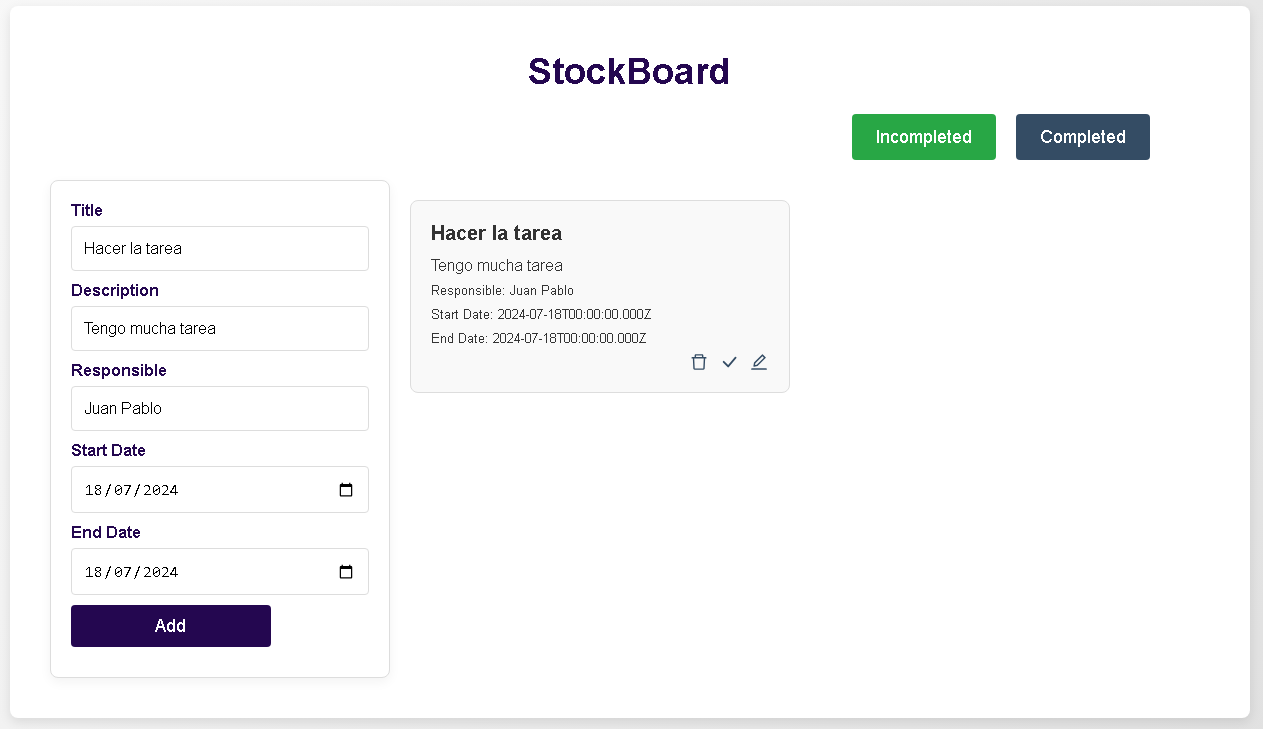 StockBoard
Incompleted
Completed
Title
Hacer la tarea
Description
Tengo mucha tarea
Responsible
Juan Pablo
Start Date
18/07/2024
End Date
18/07/2024
Add
Hacer la tarea
Tengo mucha tarea
Responsible: Juan Pablo
Start Date: 2024-07-18T00:00:00.000Z
End Date: 2024-07-18T00:00:00.000Z